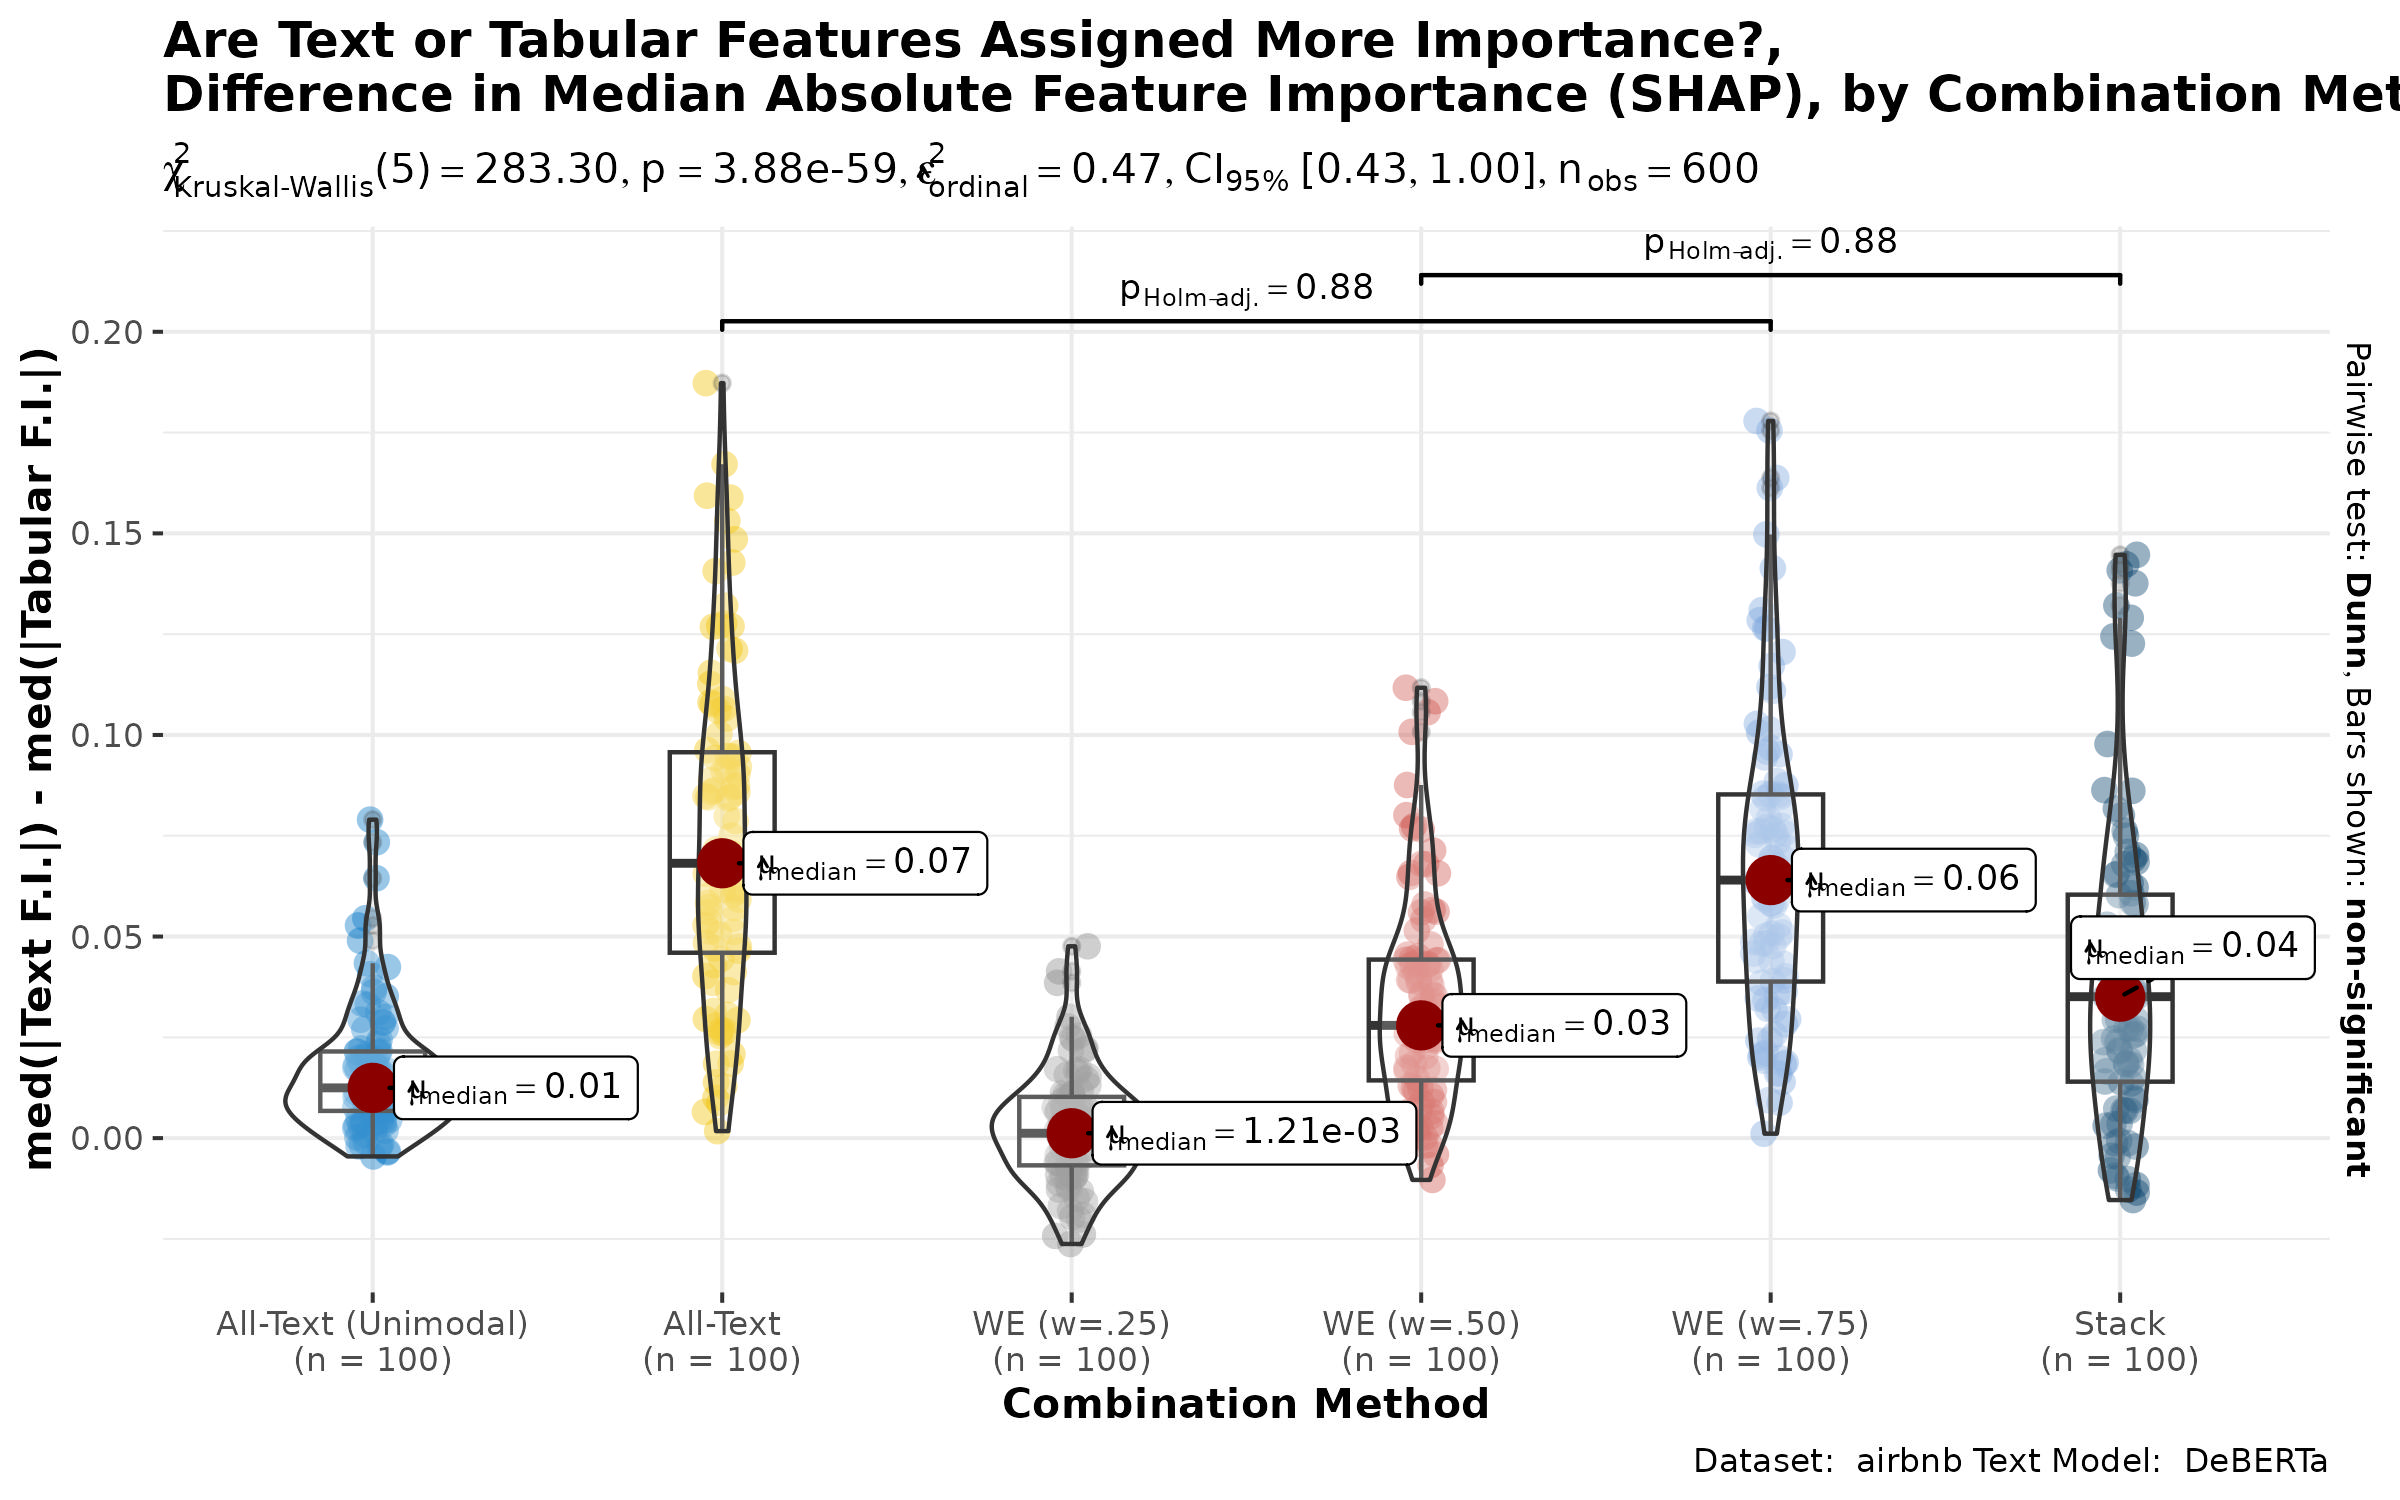 Are Text or Tabular Features Assigned More Importance?,
Difference in Median Absolute Feature Importance (SHAP), by Combination Met
χ²Kruskal-Wallis(5) = 283.30, p = 3.88e-59, ε²ordinal = 0.47, CI95% [0.43, 1.00], nobs = 600
pHolm-adj. = 0.88
pHolm-adj. = 0.88
0.20
0.15
0.10
0.05
0.00
med(|Text F.I.|) - med(|Tabular F.I.|)
μ̂median = 0.01
μ̂median = 0.07
μ̂median = 1.21e-03
μ̂median = 0.03
μ̂median = 0.06
μ̂median = 0.04
Pairwise test: Dunn, Bars shown: non-significant
All-Text (Unimodal)
(n = 100)
All-Text
(n = 100)
WE (w=.25)
(n = 100)
WE (w=.50)
(n = 100)
WE (w=.75)
(n = 100)
Stack
(n = 100)
Combination Method
Dataset: airbnb Text Model: DeBERTa